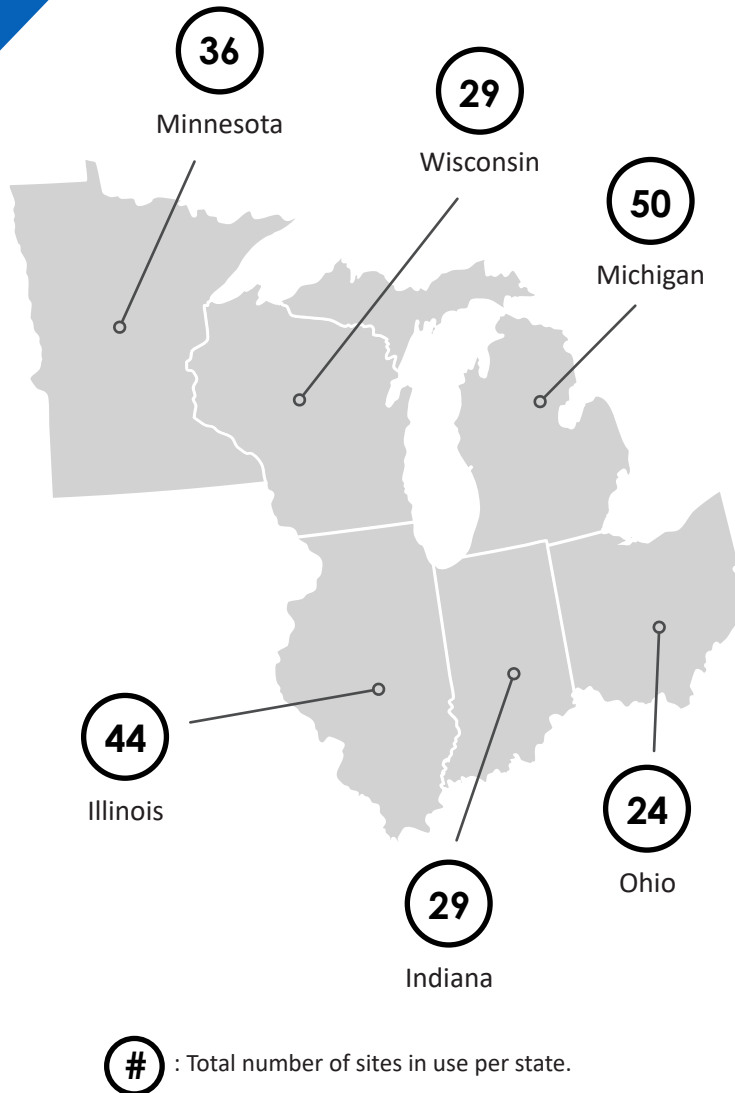 36
Minnesota
29
Wisconsin
50
Michigan
44
Illinois
24
Ohio
29
Indiana
# : Total number of sites in use per state.